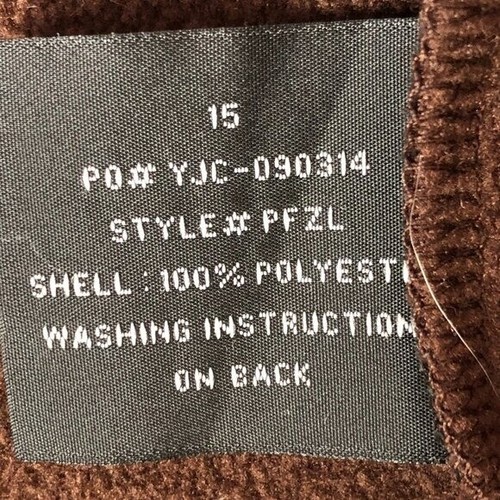 15
PO# YJC-090314
STYLE# PFZL
SHELL : 100% POLYEST
WASHING INSTRUCTION
ON BACK